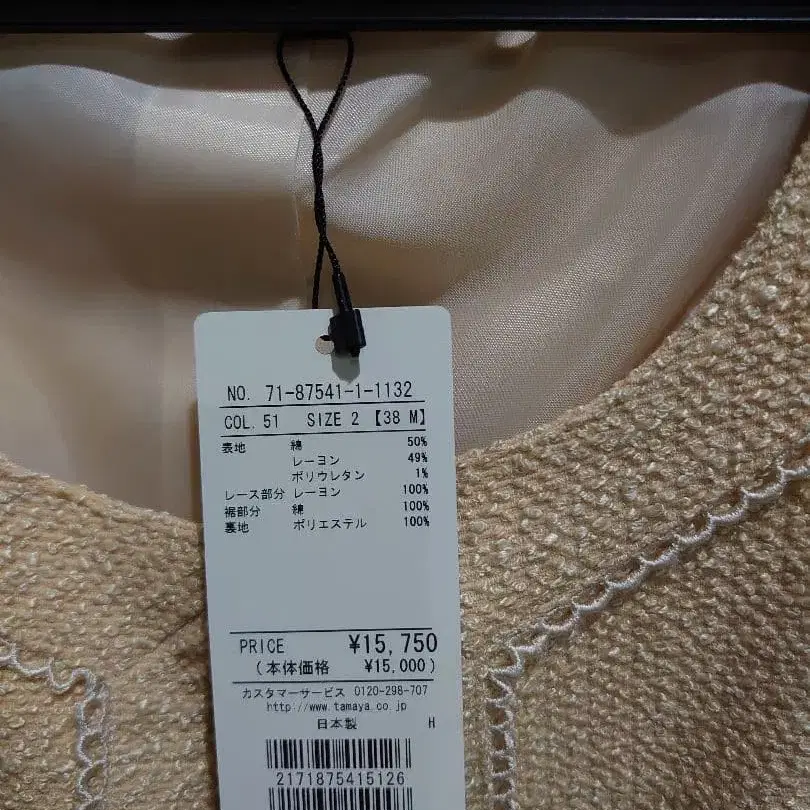 NO. 71-87541-1-1132
COL. 51 SIZE 2 【38 M】
表地 綿 50%
レーヨン 49%
ポリウレタン 1%
レース部分 レーヨン 100%
裾部分 綿 100%
裏地 ポリエステル 100%
PRICE ¥15,750
(本体価格 ¥15,000)
カスタマーサービス 0120-298-707
http://www.tamaya.co.jp
日本製 H
2171875415126